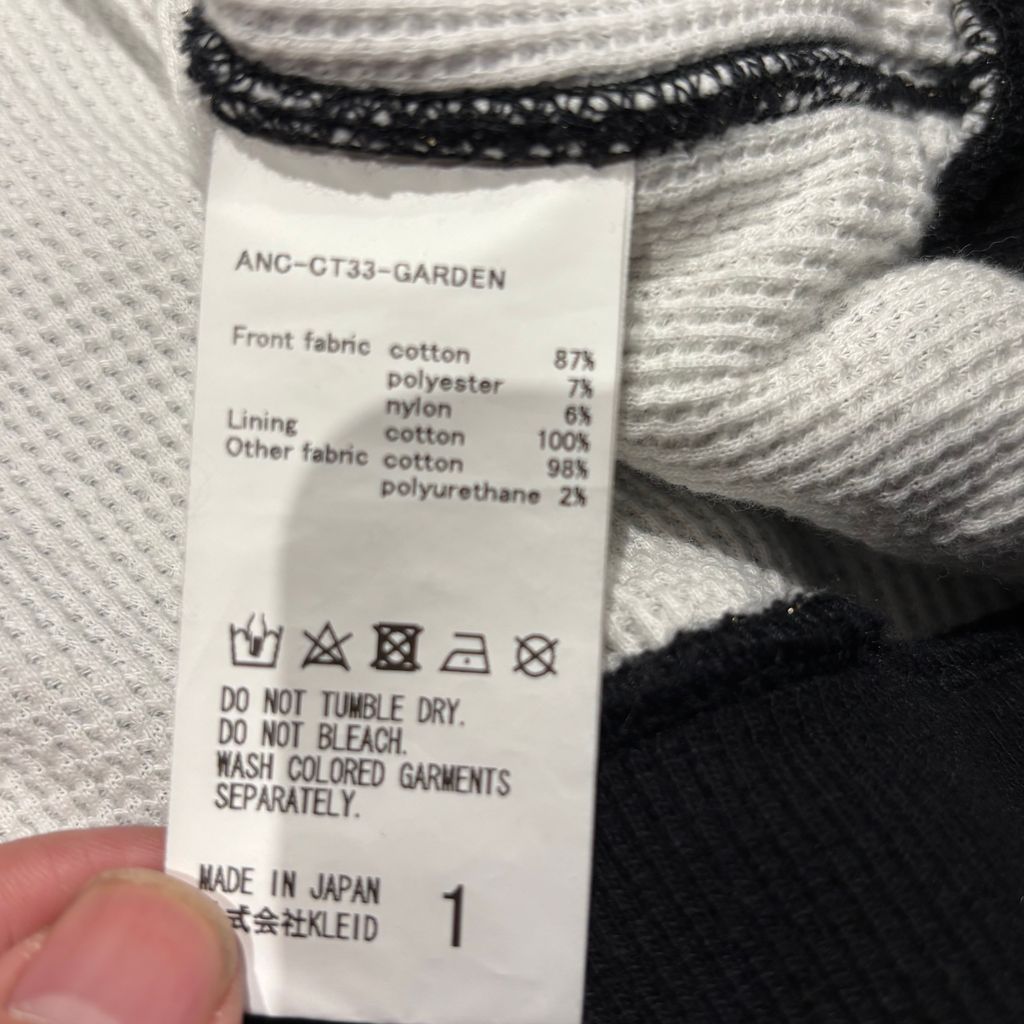 ANC-CT33-GARDEN
Front fabric cotton 87%
polyester 7%
nylon 6%
Lining cotton 100%
Other fabric cotton 98%
polyurethane 2%
DO NOT TUMBLE DRY.
DO NOT BLEACH.
WASH COLORED GARMENTS
SEPARATELY.
MADE IN JAPAN
式会社KLEID
1